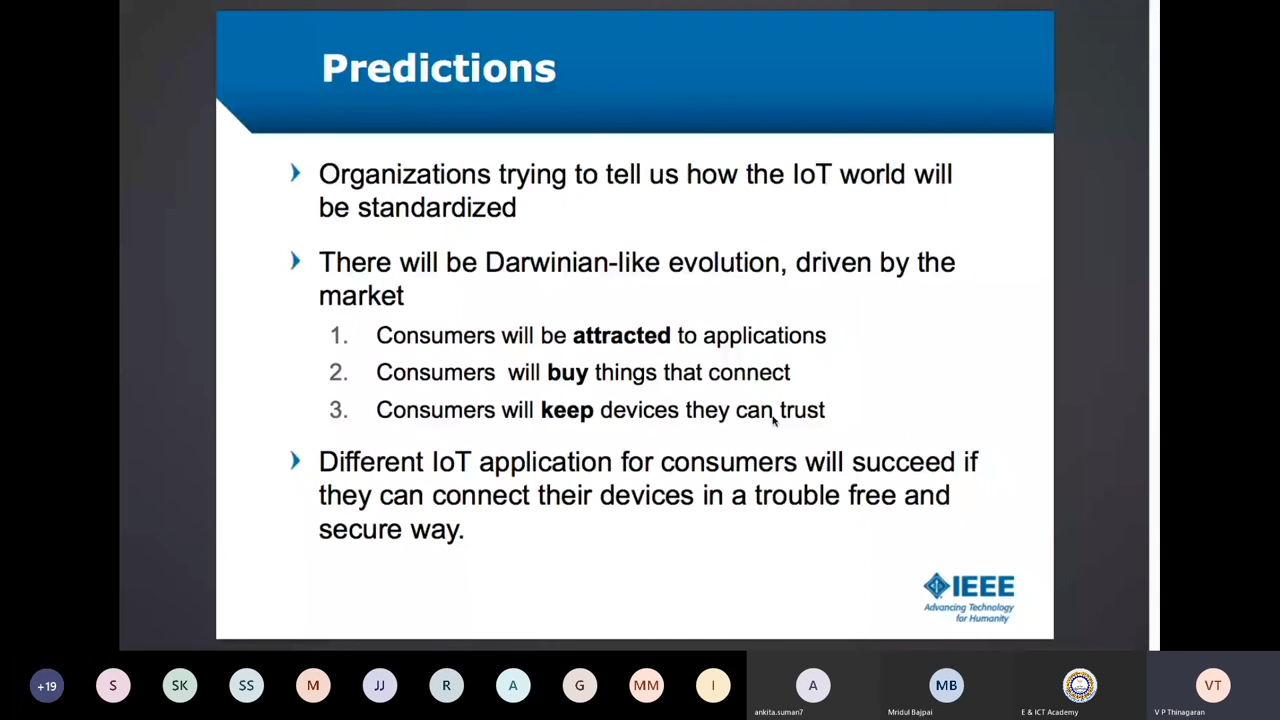 Predictions
Organizations trying to tell us how the IoT world will
be standardized
There will be Darwinian-like evolution, driven by the
market
1. Consumers will be attracted to applications
2. Consumers will buy things that connect
3. Consumers will keep devices they can trust
Different IoT application for consumers will succeed if
they can connect their devices in a trouble free and
secure way.
IEEE
Advancing Technology
for Humanity
+19 S SK SS M JJ R A G MM I A MB VT
ankita.suman7 Mridul Bajpai E & ICT Academy V P Thinagaran